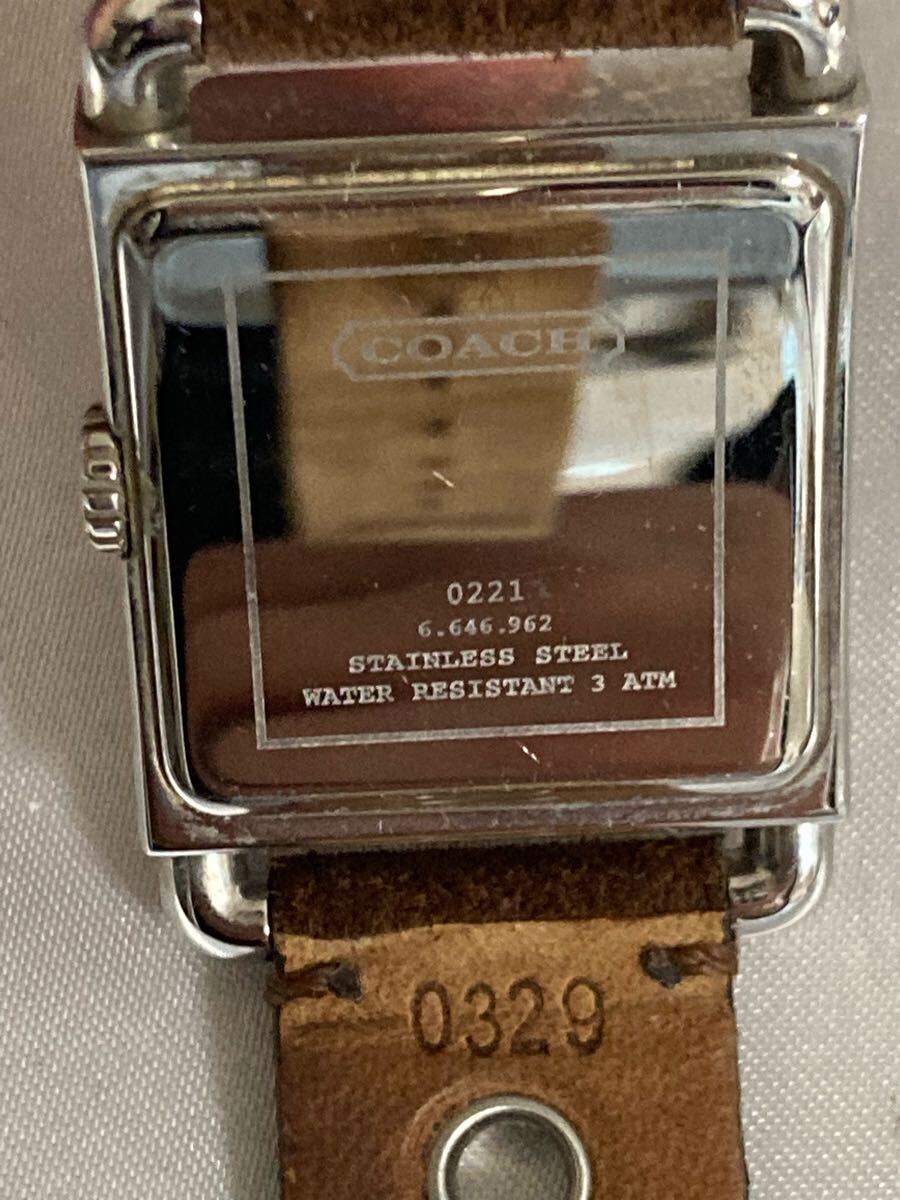 COACH
0221
6.646.962
STAINLESS STEEL
WATER RESISTANT 3 ATM
0329